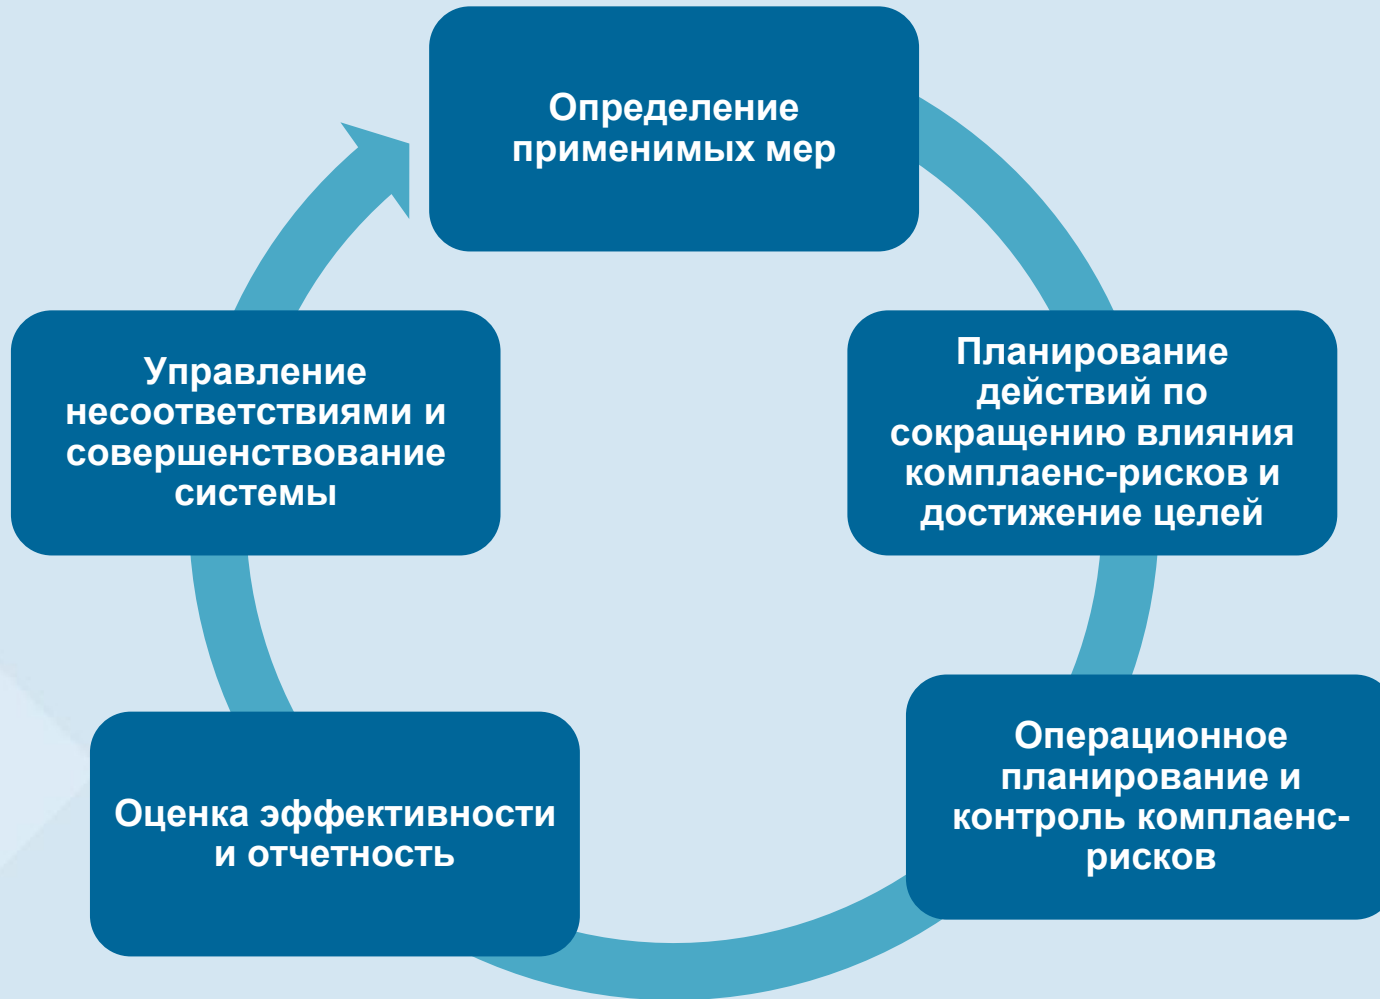 Определение
применимых мер
Планирование
действий по
сокращению влияния
комплаенс-рисков и
достижение целей
Операционное
планирование и
контроль комплаенс-
рисков
Оценка эффективности
и отчетность
Управление
несоответствиями и
совершенствование
системы